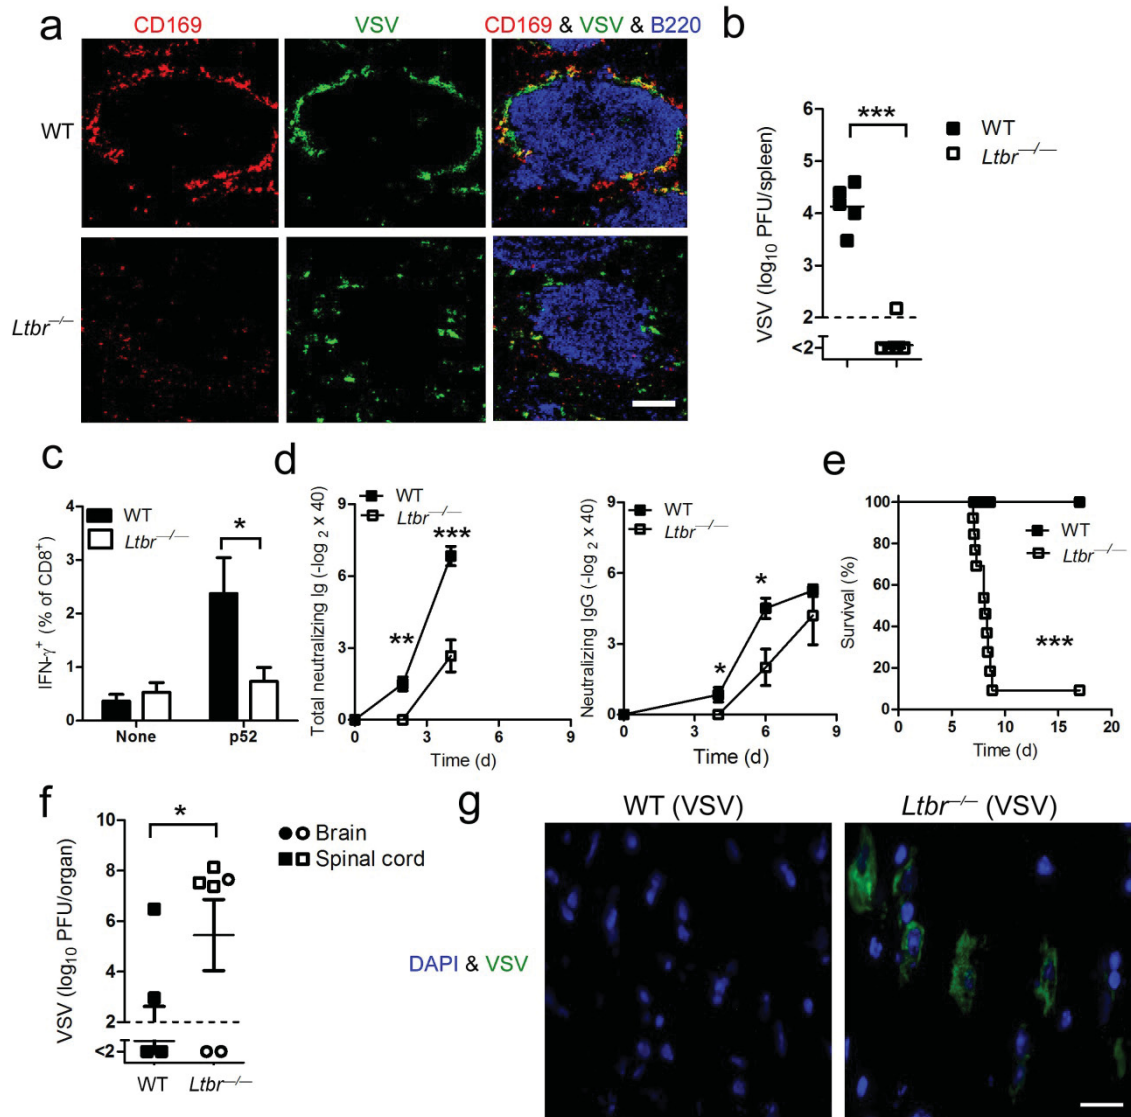 a
CD169
VSV
CD169 & VSV & B220
WT
Ltbr–/–
b
VSV (log10 PFU/spleen)
6
5
4
3
2
<2
***
WT
Ltbr–/–
c
IFN-γ+ (% of CD8+)
4
3
2
1
0
WT
Ltbr–/–
*
None
p52
d
Total neutralizing Ig (-log 2 x 40)
9
6
3
0
WT
Ltbr–/–
**
***
0
3
6
9
Time (d)
Neutralizing IgG (-log 2 x 40)
9
6
3
0
WT
Ltbr–/–
*
*
0
3
6
9
Time (d)
e
Survival (%)
100
80
60
40
20
0
WT
Ltbr–/–
***
0
5
10
15
20
Time (d)
f
VSV (log10 PFU/organ)
10
8
6
4
2
<2
*
Brain
Spinal cord
WT
Ltbr–/–
g
WT (VSV)
Ltbr–/– (VSV)
DAPI & VSV